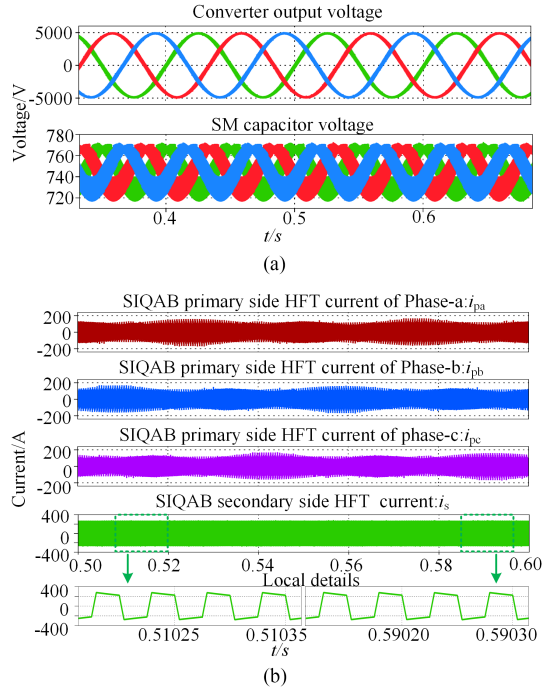 Converter output voltage
5000
0
-5000
Voltage/V
SM capacitor voltage
780
760
740
720
0.4 0.5 0.6
t/s
(a)
SIQAB primary side HFT current of Phase-a:ipa
200
0
-200
SIQAB primary side HFT current of Phase-b:ipb
200
0
-200
SIQAB primary side HFT current of phase-c:ipc
200
0
-200
Current/A
SIQAB secondary side HFT current:is
400
0
-400
0.50 0.52 0.54 0.56 0.58 0.60
Local details
400
0
-400
0.51025 0.51035 0.59020 0.59030
t/s
(b)